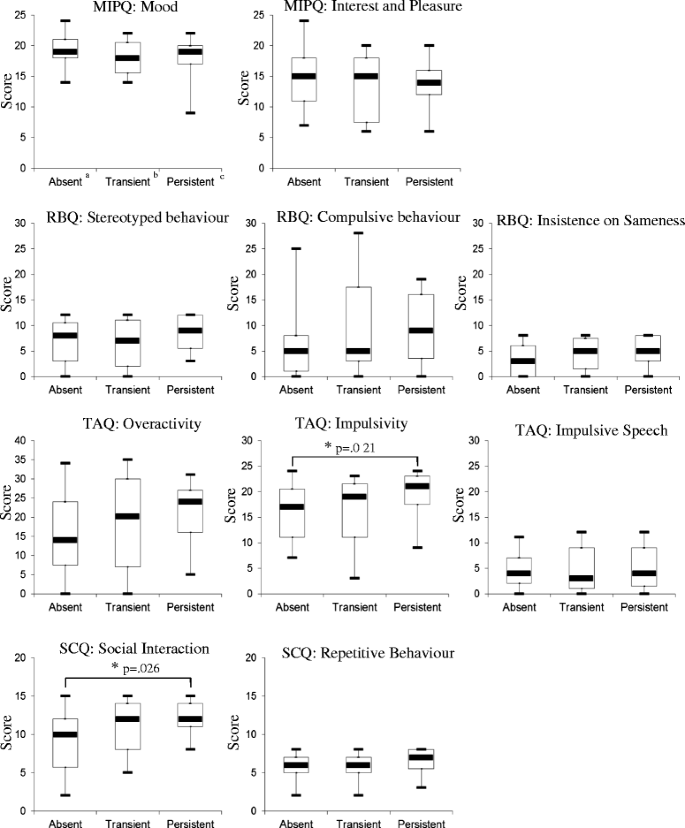 MIPQ: Mood
MIPQ: Interest and Pleasure
25
20
15
10
5
0
Score
Absent a
Transient b
Persistent c
25
20
15
10
5
0
Score
Absent
Transient
Persistent
RBQ: Stereotyped behaviour
RBQ: Compulsive behaviour
RBQ: Insistence on Sameness
30
25
20
15
10
5
0
Score
Absent
Transient
Persistent
30
25
20
15
10
5
0
Score
Absent
Transient
Persistent
30
25
20
15
10
5
0
Score
Absent
Transient
Persistent
TAQ: Overactivity
TAQ: Impulsivity
TAQ: Impulsive Speech
40
35
30
25
20
15
10
5
0
Score
Absent
Transient
Persistent
* p=.0 21
30
25
20
15
10
5
0
Score
Absent
Transient
Persistent
30
25
20
15
10
5
0
Score
Absent
Transient
Persistent
SCQ: Social Interaction
SCQ: Repetitive Behaviour
* p=.026
20
15
10
5
0
Score
Absent
Transient
Persistent
20
15
10
5
0
Score
Absent
Transient
Persistent